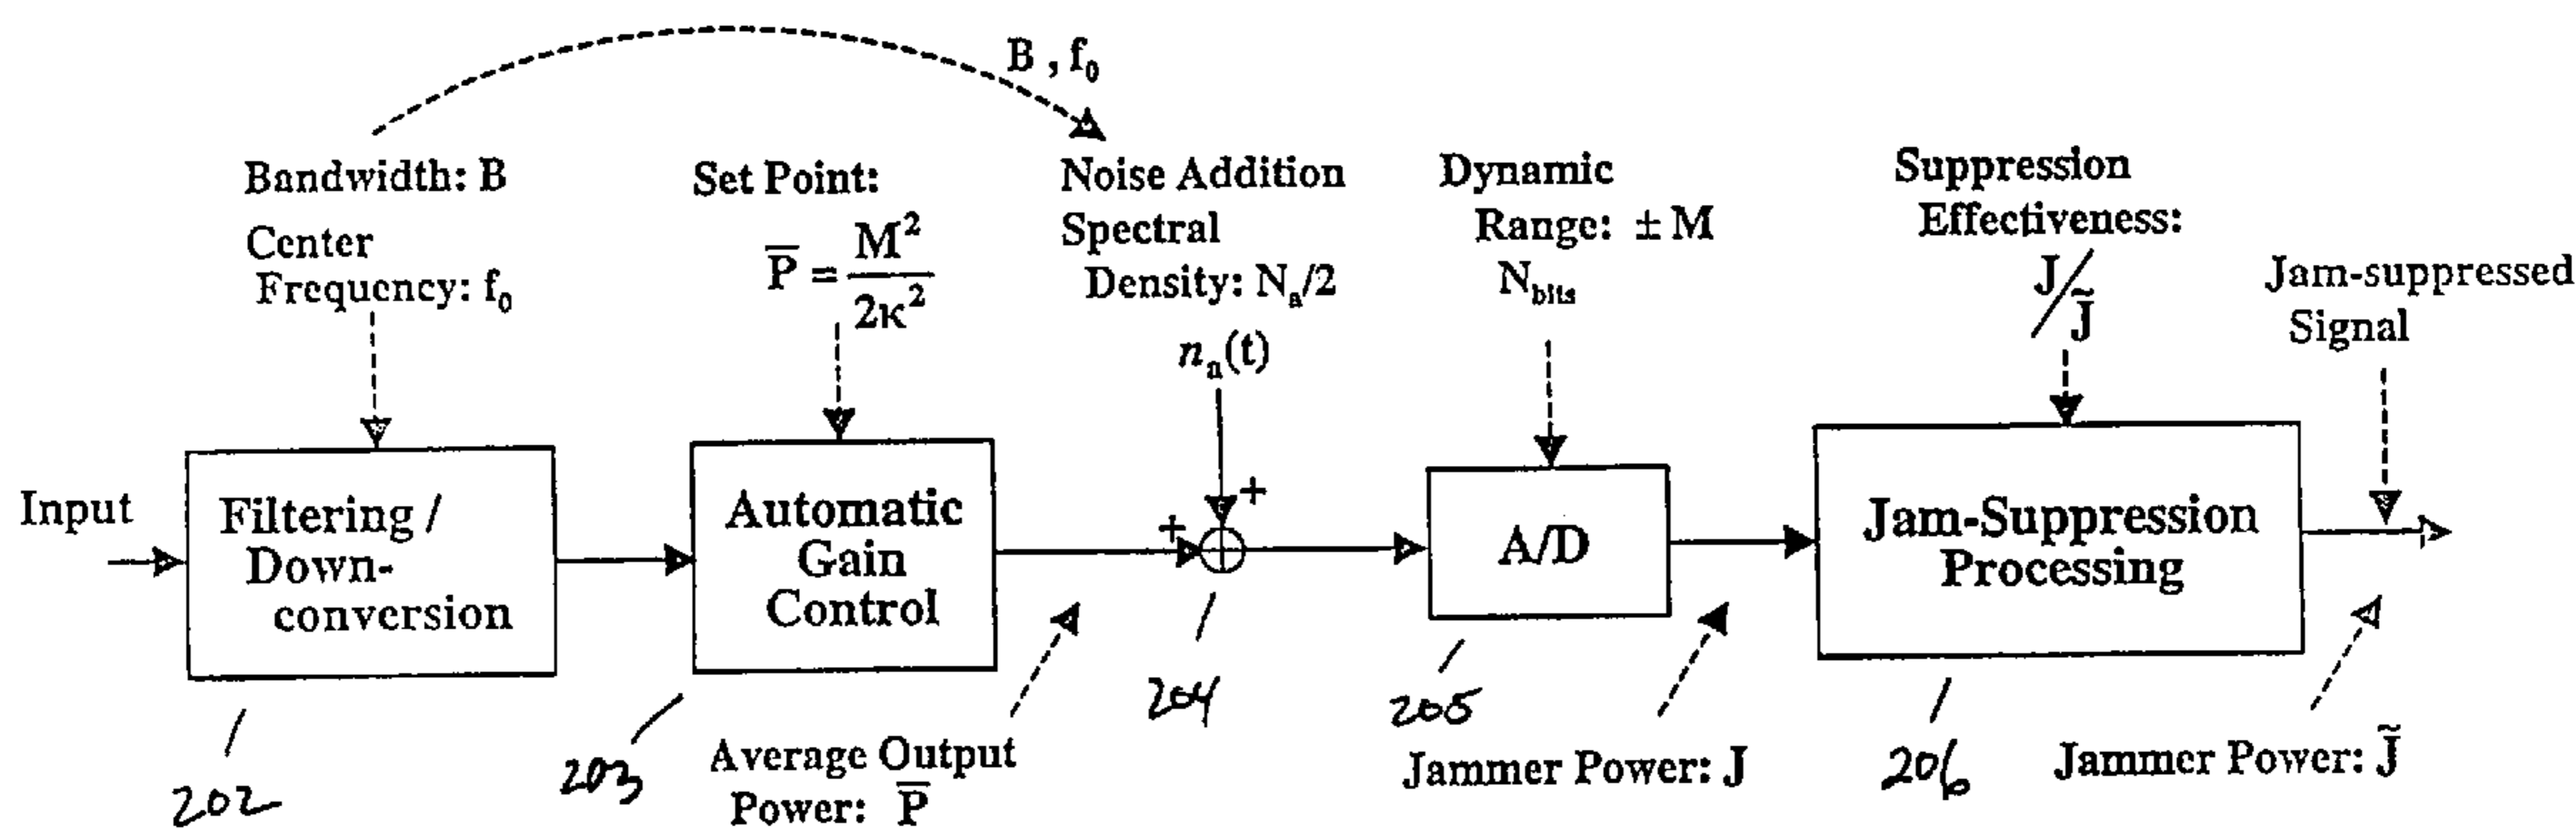 B , f₀
Bandwidth: B
Center
Frequency: f₀
Set Point:
P̅ = M² / 2κ²
Noise Addition
Spectral
Density: Nₐ/2
nₐ(t)
Dynamic
Range: ± M
N_bits
Suppression
Effectiveness:
J/J̃
Jam-suppressed
Signal
Input
Filtering /
Down-
conversion
Automatic
Gain
Control
+
+
A/D
Jam-Suppression
Processing
202
203
Average Output
Power: P̅
204
205
Jammer Power: J
206
Jammer Power: J̃